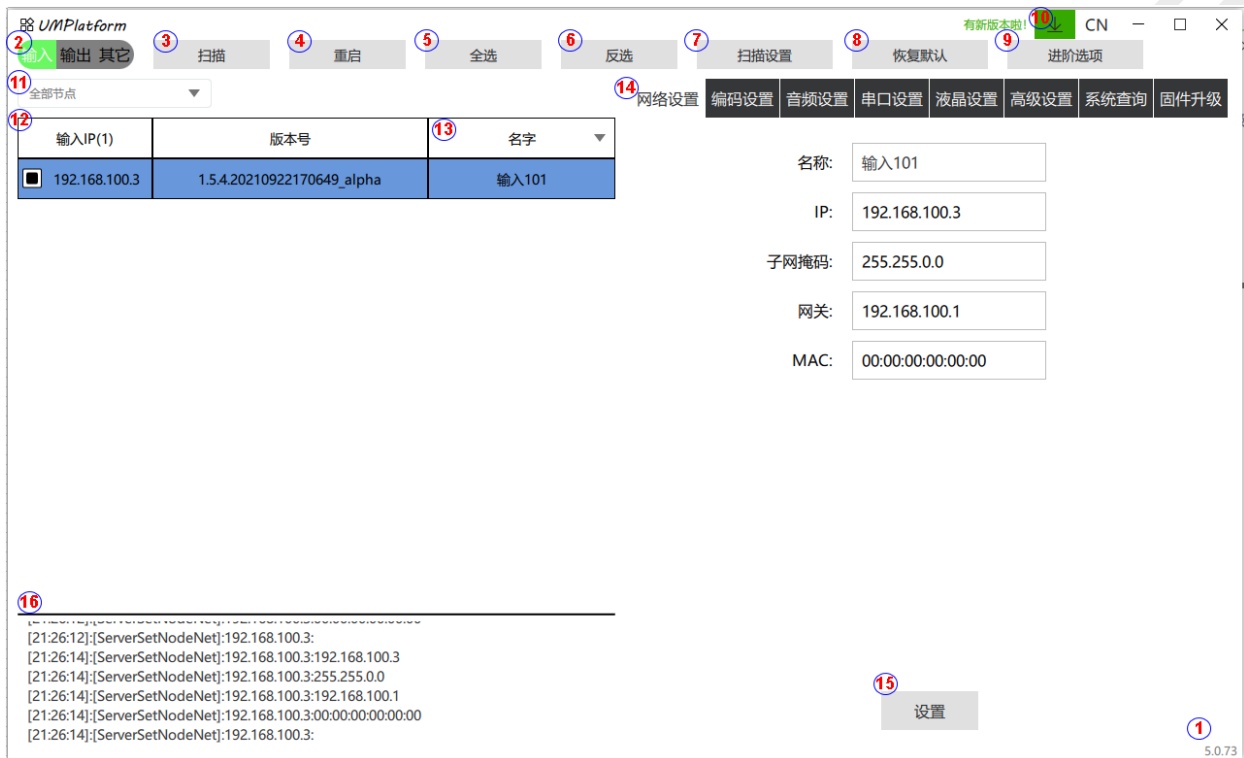 UMPlatform
有新版本啦!
10
CN
2
输入 输出 其它
3
扫描
4
重启
5
全选
6
反选
7
扫描设置
8
恢复默认
9
进阶选项
11
全部节点
14
网络设置 编码设置 音频设置 串口设置 液晶设置 高级设置 系统查询 固件升级
12
输入IP(1) 版本号
13
名字
192.168.100.3 1.5.4.20210922170649_alpha 输入101
名称: 输入101
IP: 192.168.100.3
子网掩码: 255.255.0.0
网关: 192.168.100.1
MAC: 00:00:00:00:00:00
16
[21:26:12]:[ServerSetNodeNet]:192.168.100.3:
[21:26:14]:[ServerSetNodeNet]:192.168.100.3:192.168.100.3
[21:26:14]:[ServerSetNodeNet]:192.168.100.3:255.255.0.0
[21:26:14]:[ServerSetNodeNet]:192.168.100.3:192.168.100.1
[21:26:14]:[ServerSetNodeNet]:192.168.100.3:00:00:00:00:00:00
[21:26:14]:[ServerSetNodeNet]:192.168.100.3:
15
设置
1
5.0.73